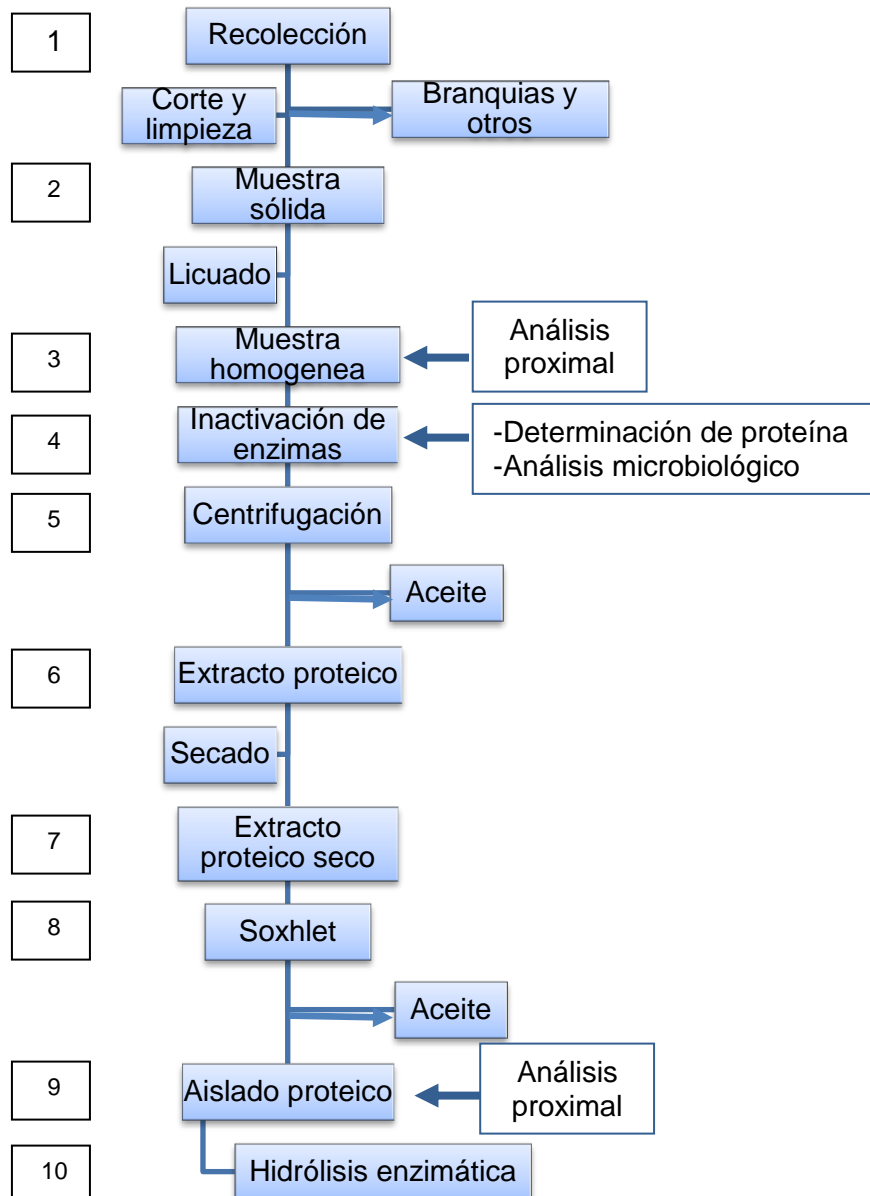 1
Recolección
Corte y
limpieza
Branquias y
otros
2
Muestra
sólida
Licuado
3
Muestra
homogenea
Análisis
proximal
4
Inactivación de
enzimas
-Determinación de proteína
-Análisis microbiológico
5
Centrifugación
Aceite
6
Extracto proteico
Secado
7
Extracto
proteico seco
8
Soxhlet
Aceite
9
Aislado proteico
Análisis
proximal
10
Hidrólisis enzimática